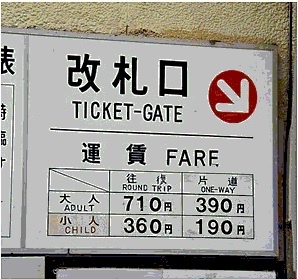 改札口
TICKET-GATE
運賃 FARE
往復 片道
ROUND TRIP ONE-WAY
大人 710円 390円
ADULT
小人 360円 190円
CHILD